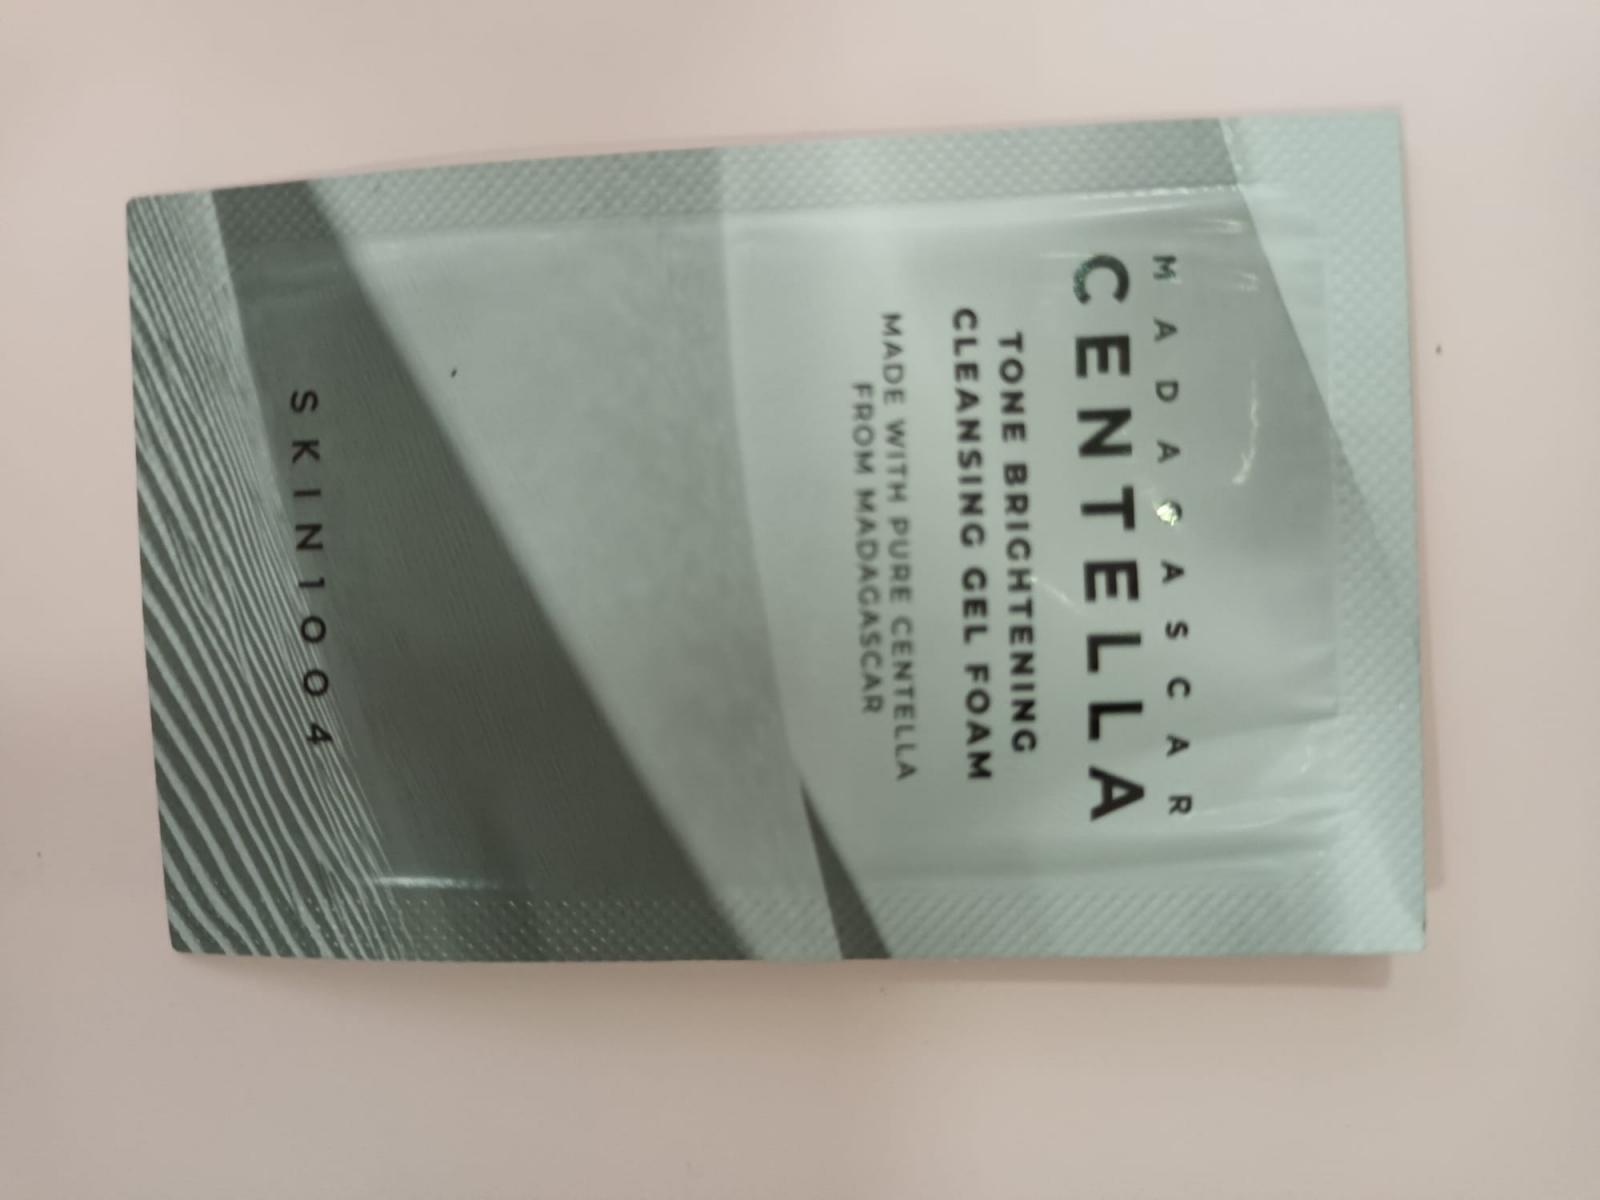 MADAGASCAR
CENTELLA
TONE BRIGHTENING
CLEANSING GEL FOAM
MADE WITH PURE CENTELLA
FROM MADAGASCAR
SKIN1004